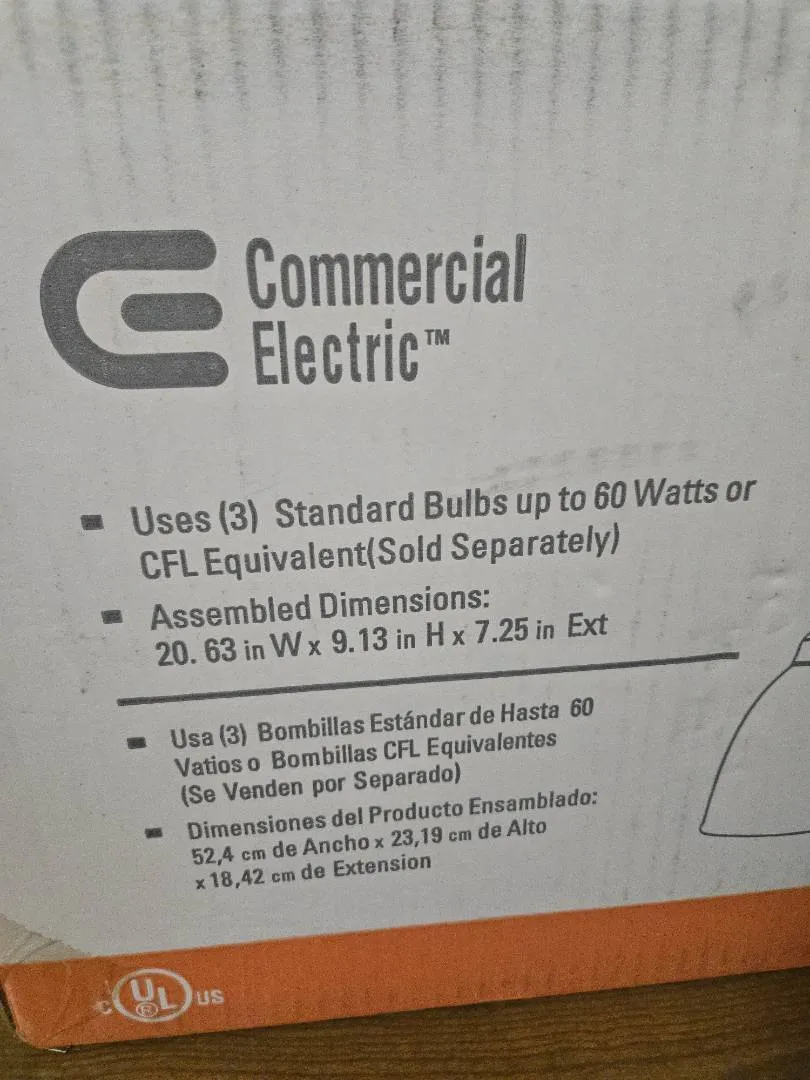 Commercial
Electric™
Uses (3) Standard Bulbs up to 60 Watts or
CFL Equivalent(Sold Separately)
Assembled Dimensions:
20. 63 in W x 9.13 in H x 7.25 in Ext
Usa (3) Bombillas Estándar de Hasta 60
Vatios o Bombillas CFL Equivalentes
(Se Venden por Separado)
Dimensiones del Producto Ensamblado:
52,4 cm de Ancho x 23,19 cm de Alto
x 18,42 cm de Extension
C UL ® US